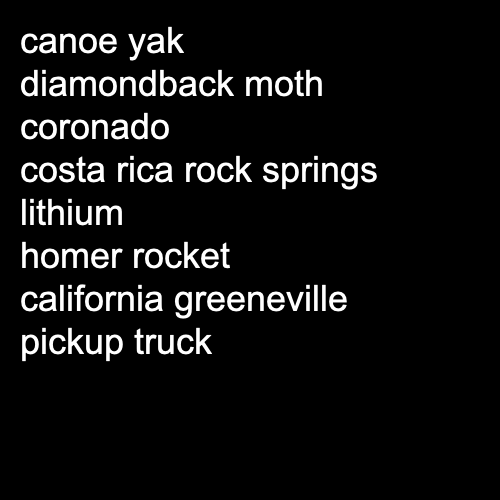 canoe yak
diamondback moth
coronado
costa rica rock springs
lithium
homer rocket
california greeneville
pickup truck